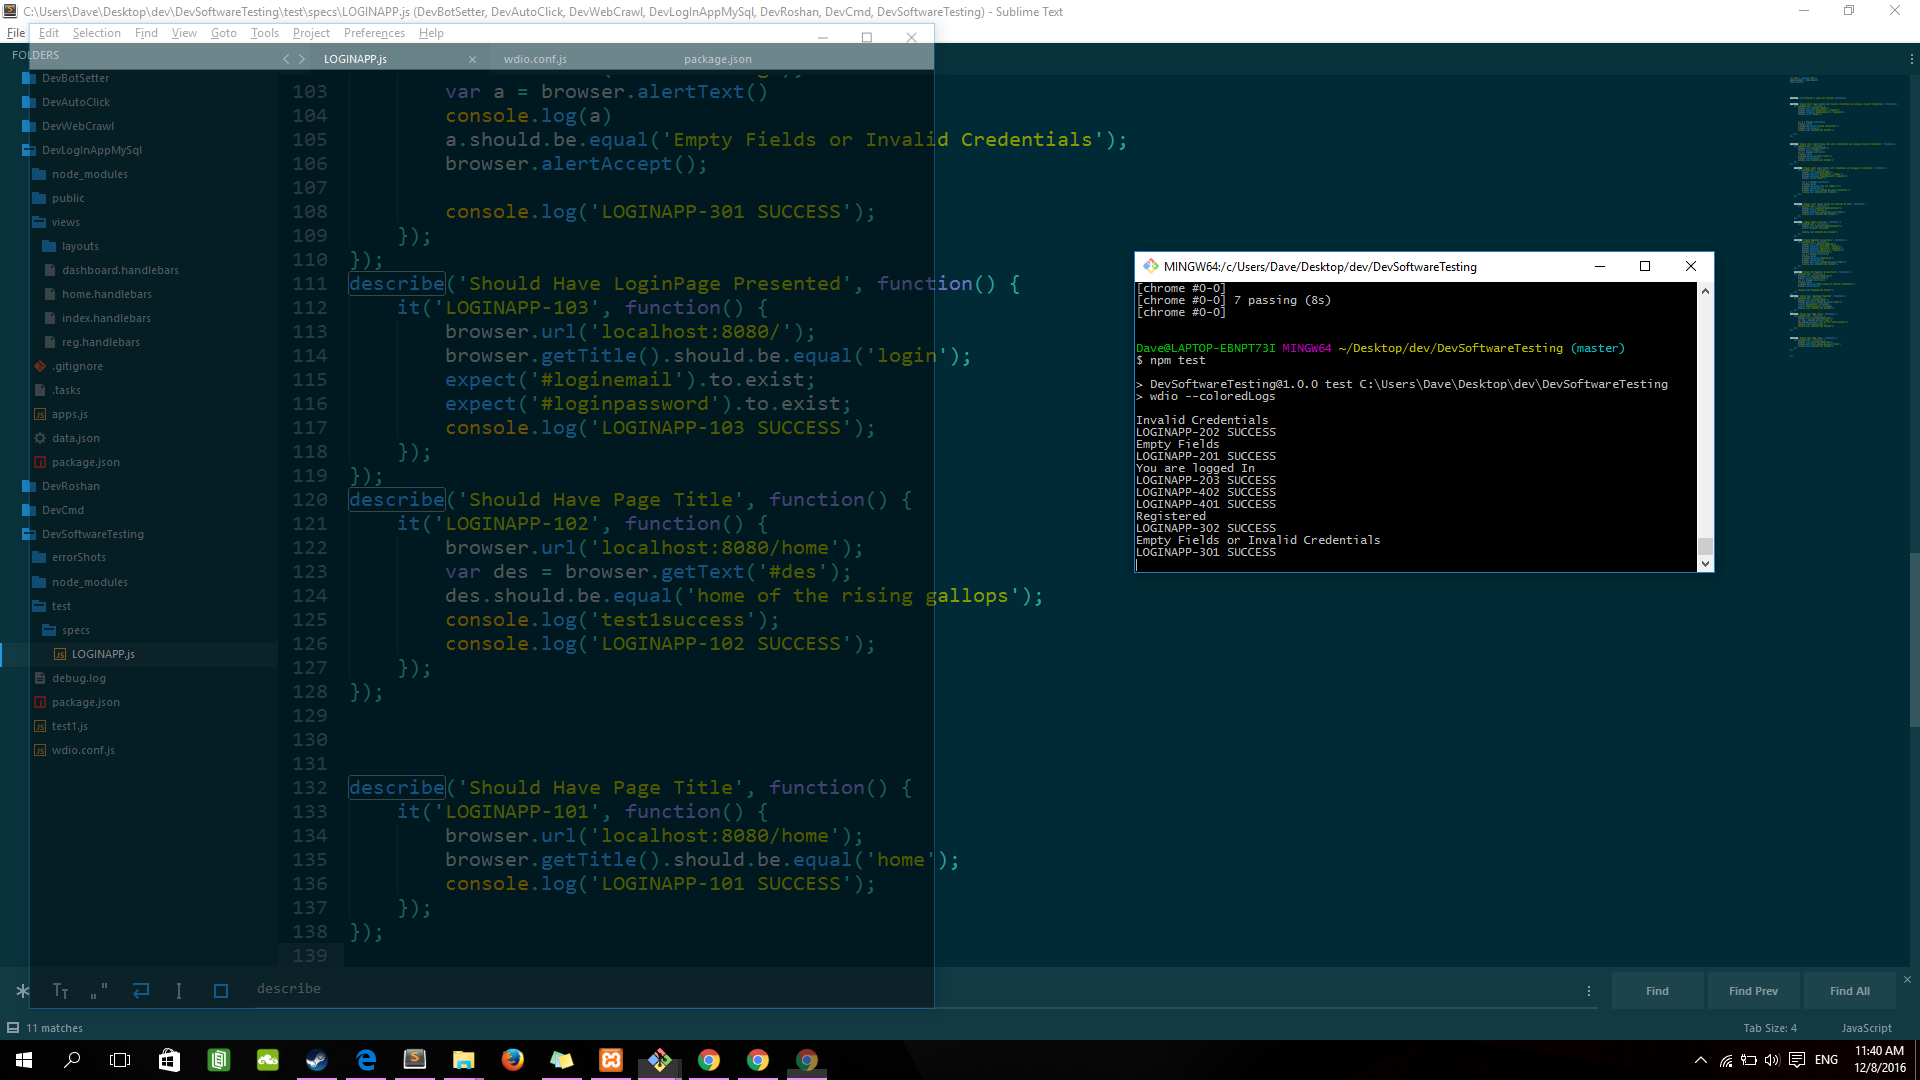 C:\Users\Dave\Desktop\dev\DevSoftwareTesting\test\specs\LOGINAPP.js (DevBotSetter, DevAutoClick, DevWebCrawl, DevLogInAppMySql, DevRoshan, DevCmd, DevSoftwareTesting) - Sublime Text
File Edit Selection Find View Goto Tools Project Preferences Help
FOLDERS
DevBotSetter
DevAutoClick
DevWebCrawl
DevLogInAppMySql
node_modules
public
views
layouts
dashboard.handlebars
home.handlebars
index.handlebars
reg.handlebars
.gitignore
.tasks
apps.js
data.json
package.json
DevRoshan
DevCmd
DevSoftwareTesting
errorShots
node_modules
test
specs
LOGINAPP.js
debug.log
package.json
test1.js
wdio.conf.js
LOGINAPP.js × wdio.conf.js package.json
103 var a = browser.alertText()
104 console.log(a)
105 a.should.be.equal('Empty Fields or Invalid Credentials');
106 browser.alertAccept();
107
108 console.log('LOGINAPP-301 SUCCESS');
109 });
110 });
111 describe('Should Have LoginPage Presented', function() {
112 it('LOGINAPP-103', function() {
113 browser.url('localhost:8080/');
114 browser.getTitle().should.be.equal('login');
115 expect('#loginemail').to.exist;
116 expect('#loginpassword').to.exist;
117 console.log('LOGINAPP-103 SUCCESS');
118 });
119 });
120 describe('Should Have Page Title', function() {
121 it('LOGINAPP-102', function() {
122 browser.url('localhost:8080/home');
123 var des = browser.getText('#des');
124 des.should.be.equal('home of the rising gallops');
125 console.log('test1success');
126 console.log('LOGINAPP-102 SUCCESS');
127 });
128 });
129
130
131
132 describe('Should Have Page Title', function() {
133 it('LOGINAPP-101', function() {
134 browser.url('localhost:8080/home');
135 browser.getTitle().should.be.equal('home');
136 console.log('LOGINAPP-101 SUCCESS');
137 });
138 });
139
MINGW64:/c/Users/Dave/Desktop/dev/DevSoftwareTesting
[chrome #0-0]
[chrome #0-0] 7 passing (8s)
[chrome #0-0]
Dave@LAPTOP-EBNPT73I MINGW64 ~/Desktop/dev/DevSoftwareTesting (master)
$ npm test
> DevSoftwareTesting@1.0.0 test C:\Users\Dave\Desktop\dev\DevSoftwareTesting
> wdio --coloredLogs
Invalid Credentials
LOGINAPP-202 SUCCESS
Empty Fields
LOGINAPP-201 SUCCESS
You are logged In
LOGINAPP-203 SUCCESS
LOGINAPP-402 SUCCESS
LOGINAPP-401 SUCCESS
Registered
LOGINAPP-302 SUCCESS
Empty Fields or Invalid Credentials
LOGINAPP-301 SUCCESS
describe
Find Find Prev Find All
11 matches
Tab Size: 4 JavaScript
ENG
11:40 AM
12/8/2016